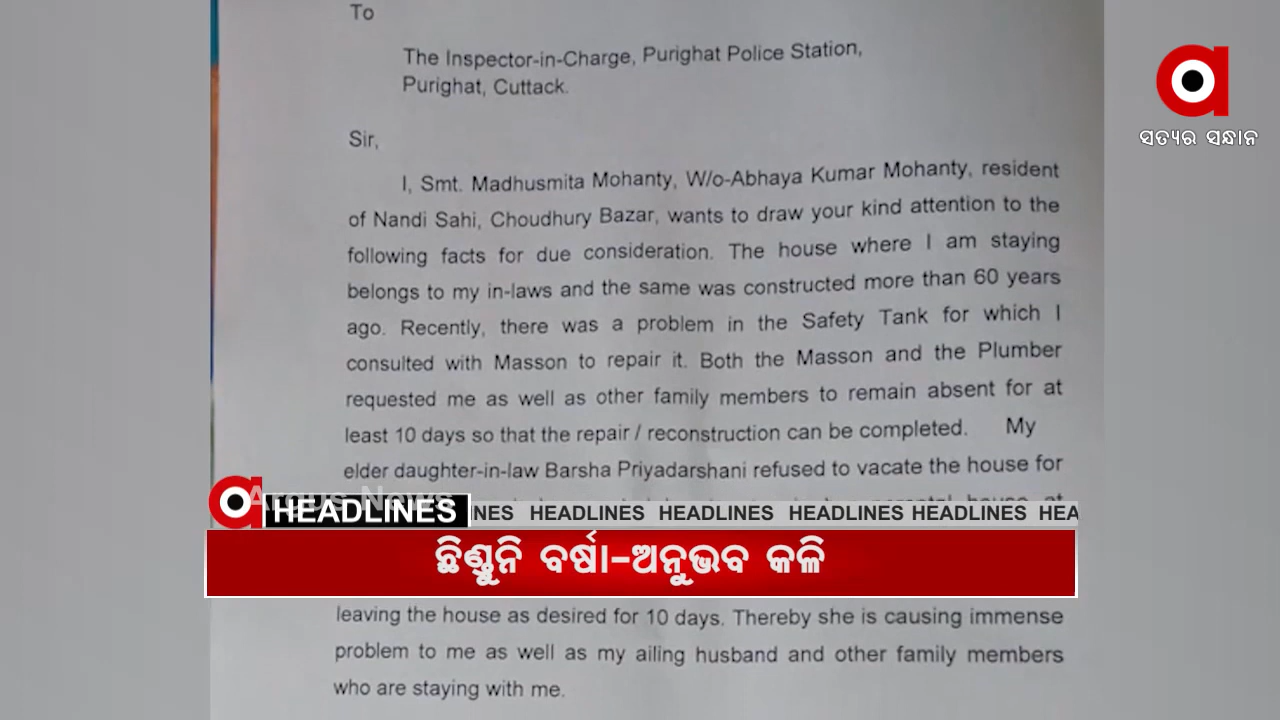 To
The Inspector-in-Charge, Purighat Police Station,
Purighat, Cuttack.
ସତ୍ୟର ସନ୍ଧାନ
Sir,
I, Smt. Madhusmita Mohanty, W/o-Abhaya Kumar Mohanty, resident
of Nandi Sahi, Choudhury Bazar, wants to draw your kind attention to the
following facts for due consideration. The house where I am staying
belongs to my in-laws and the same was constructed more than 60 years
ago. Recently, there was a problem in the Safety Tank for which I
consulted with Masson to repair it. Both the Masson and the Plumber
requested me as well as other family members to remain absent for at
least 10 days so that the repair / reconstruction can be completed. My
elder daughter-in-law Barsha Priyadarshani refused to vacate the house for
Argus News
HEADLINES
INES HEADLINES HEADLINES HEADLINES HEADLINES HEA
ଛିଣ୍ଡୁନି ବର୍ଷା-ଅନୁଭବ କଳି
leaving the house as desired for 10 days. Thereby she is causing immense
problem to me as well as my ailing husband and other family members
who are staying with me.